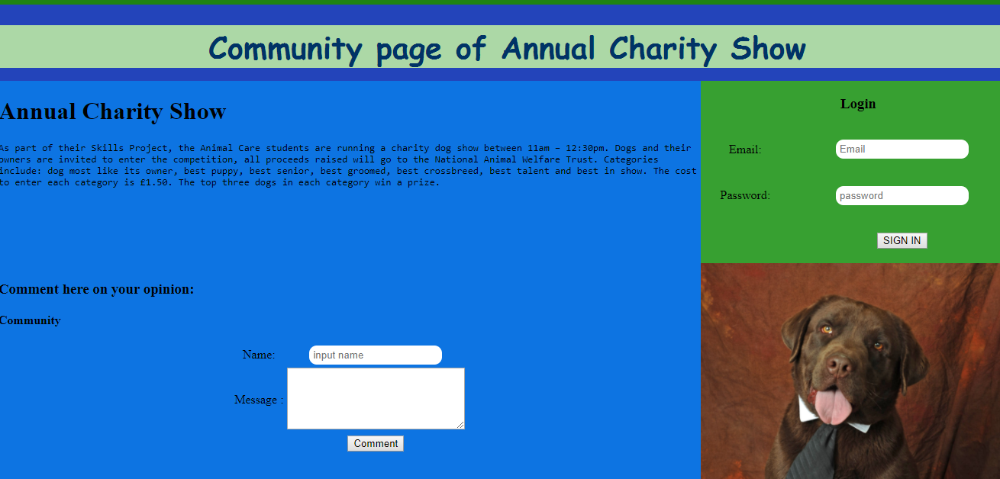 Community page of Annual Charity Show
Annual Charity Show
As part of their Skills Project, the Animal Care students are running a charity dog show between 11am – 12:30pm. Dogs and their
owners are invited to enter the competition, all proceeds raised will go to the National Animal Welfare Trust. Categories
include: dog most like its owner, best puppy, best senior, best groomed, best crossbreed, best talent and best in show. The cost
to enter each category is £1.50. The top three dogs in each category win a prize.
Comment here on your opinion:
Community
Name: input name
Message :
Comment
Login
Email: Email
Password: password
SIGN IN